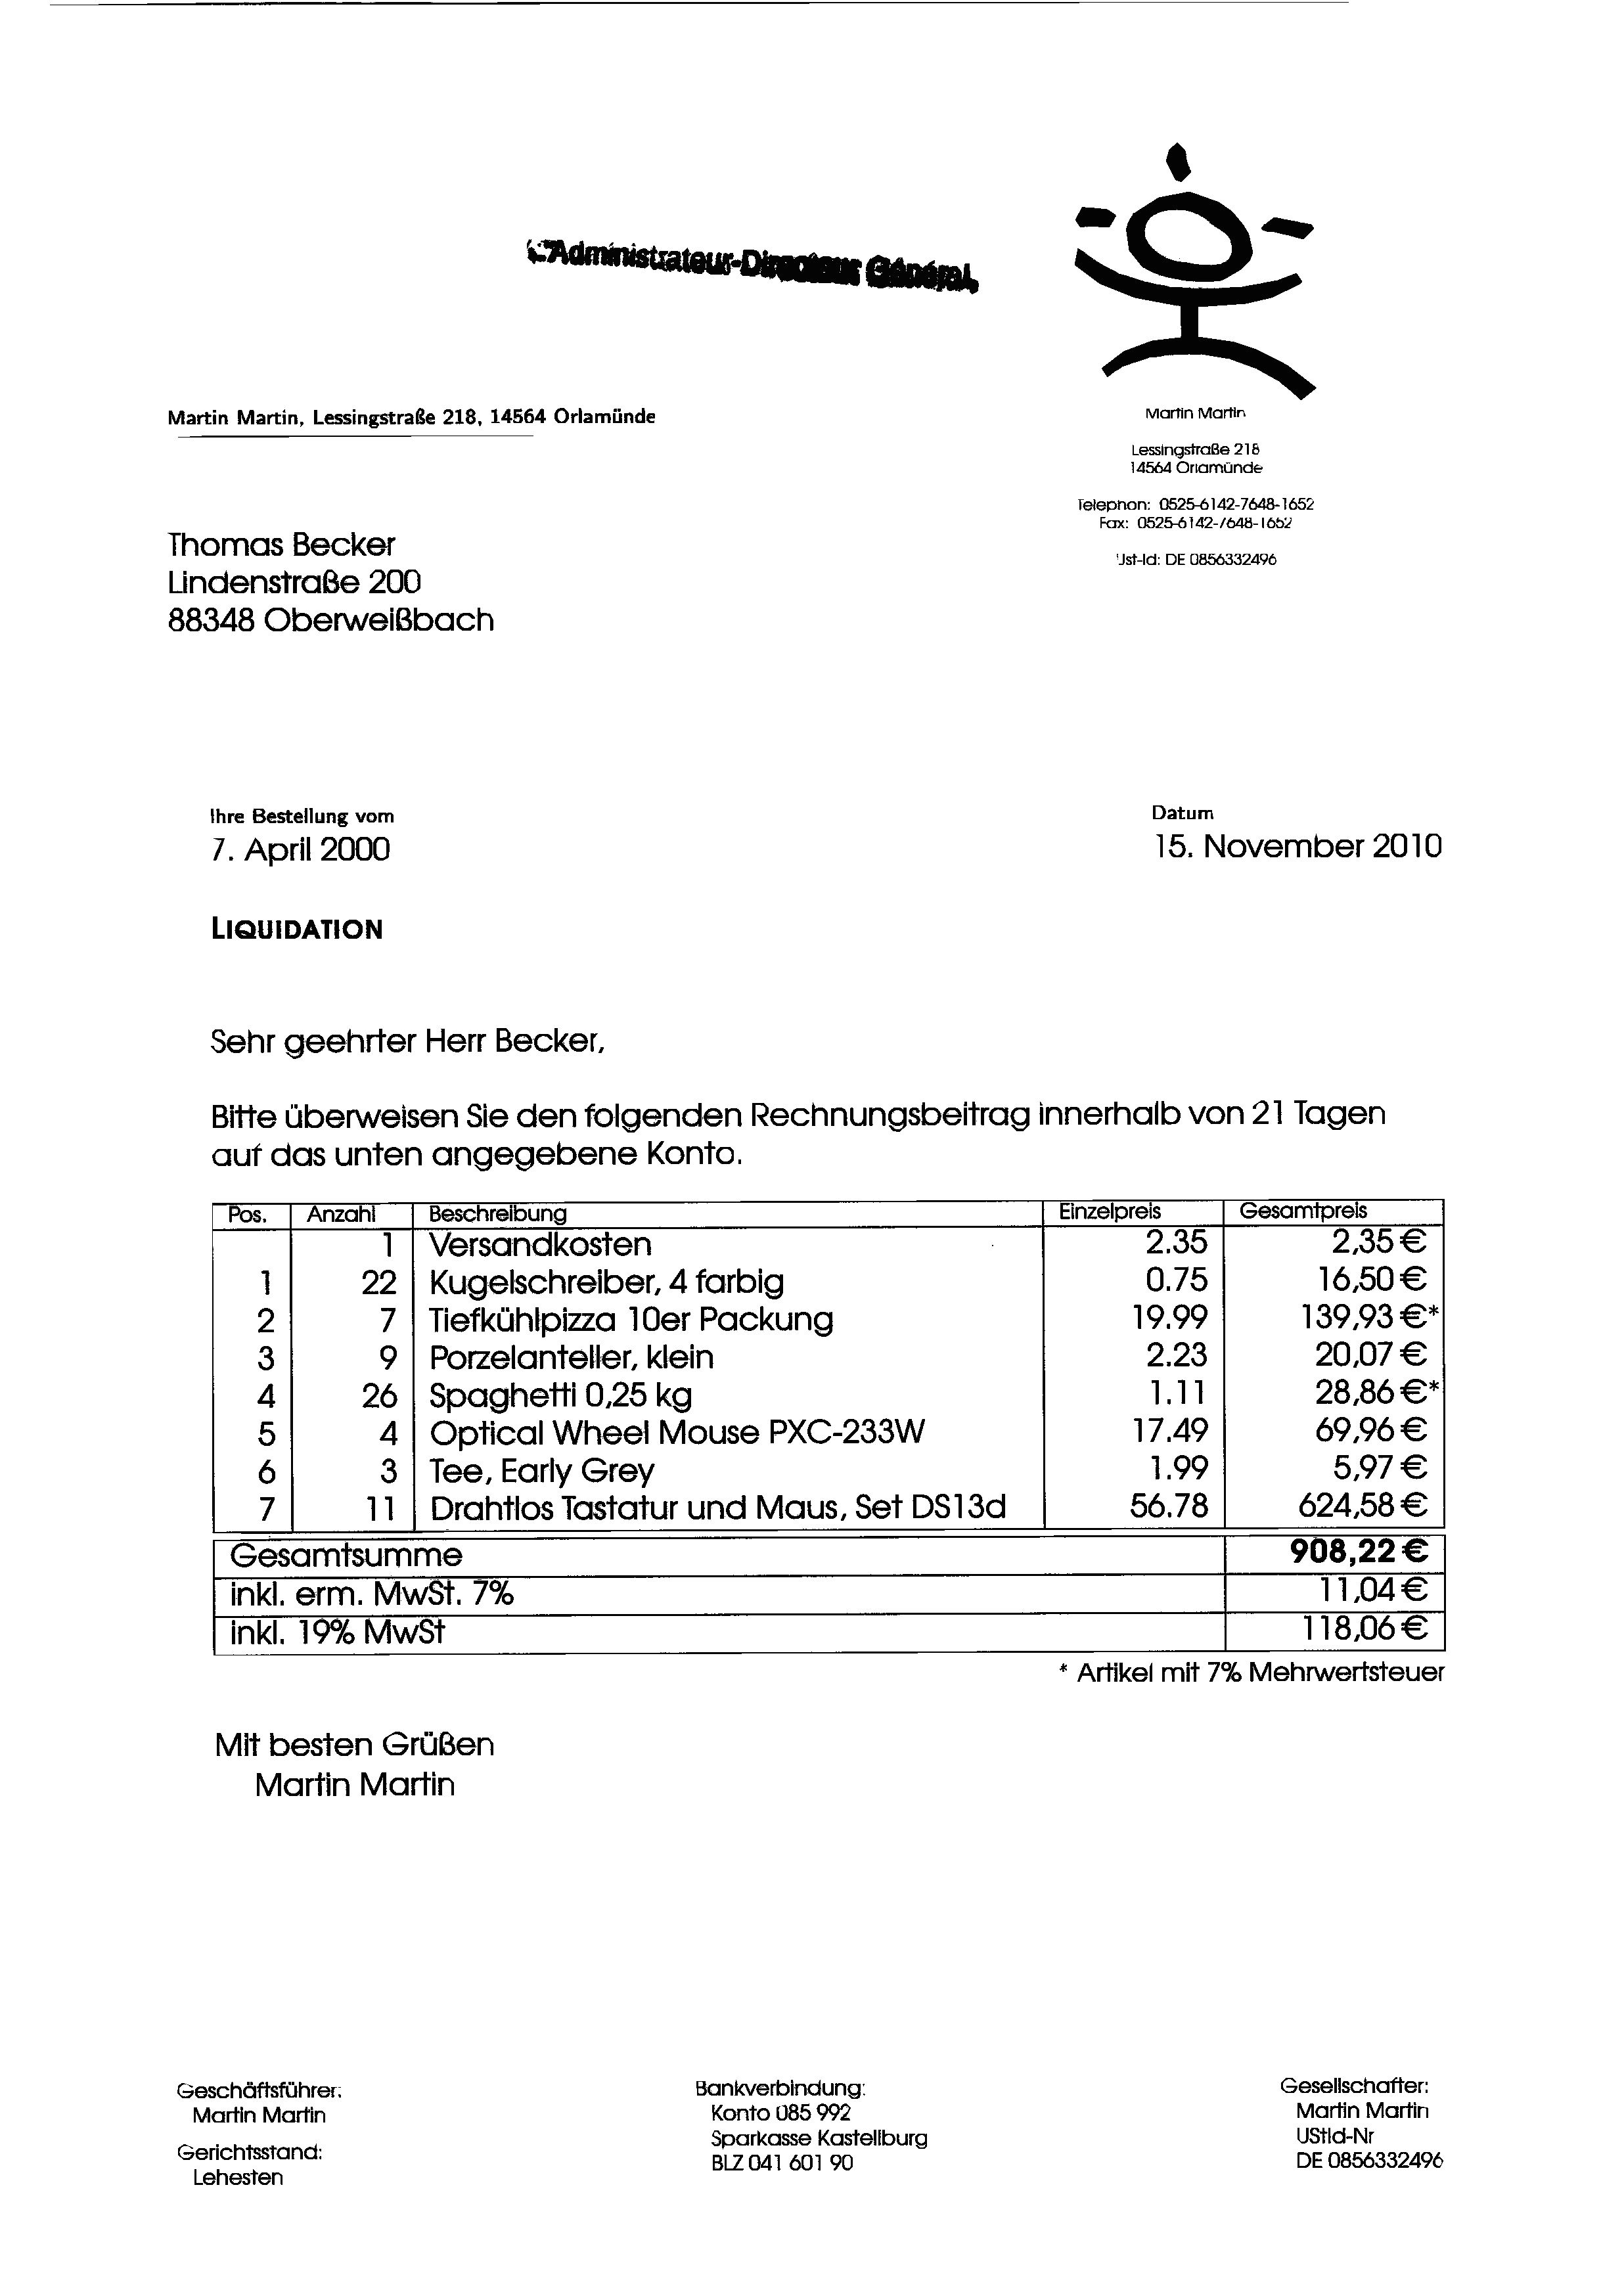 L'Administrateur-Directeur Général
Martin Martin, Lessingstraße 218, 14564 Orlamünde
Martin Martin
Lessingstraße 218
14564 Orlamünde
Telephon: 0525-6142-7648-1652
Fax: 0525-6142-7648-1652
Ust-Id: DE 0856332496
Thomas Becker
Lindenstraße 200
88348 Oberweißbach
Ihre Bestellung vom Datum
7. April 2000 15. November 2010
LIQUIDATION
Sehr geehrter Herr Becker,
Bitte überweisen Sie den folgenden Rechnungsbeitrag innerhalb von 21 Tagen
auf das unten angegebene Konto.
Pos. Anzahl Beschreibung Einzelpreis Gesamtpreis
1 Versandkosten 2.35 2,35 €
1 22 Kugelschreiber, 4 farbig 0.75 16,50 €
2 7 Tiefkühlpizza 10er Packung 19.99 139,93 €*
3 9 Porzelanteller, klein 2.23 20,07 €
4 26 Spaghetti 0,25 kg 1.11 28,86 €*
5 4 Optical Wheel Mouse PXC-233W 17.49 69,96 €
6 3 Tee, Early Grey 1.99 5,97 €
7 11 Drahtlos Tastatur und Maus, Set DS13d 56.78 624,58 €
Gesamtsumme 908,22 €
inkl. erm. MwSt. 7% 11,04 €
inkl. 19% MwSt 118,06 €
* Artikel mit 7% Mehrwertsteuer
Mit besten Grüßen
Martin Martin
Geschäftsführer:
Martin Martin
Gerichtsstand:
Lehesten
Bankverbindung:
Konto 085 992
Sparkasse Kastellburg
BLZ 041 601 90
Gesellschafter:
Martin Martin
UStId-Nr
DE 0856332496